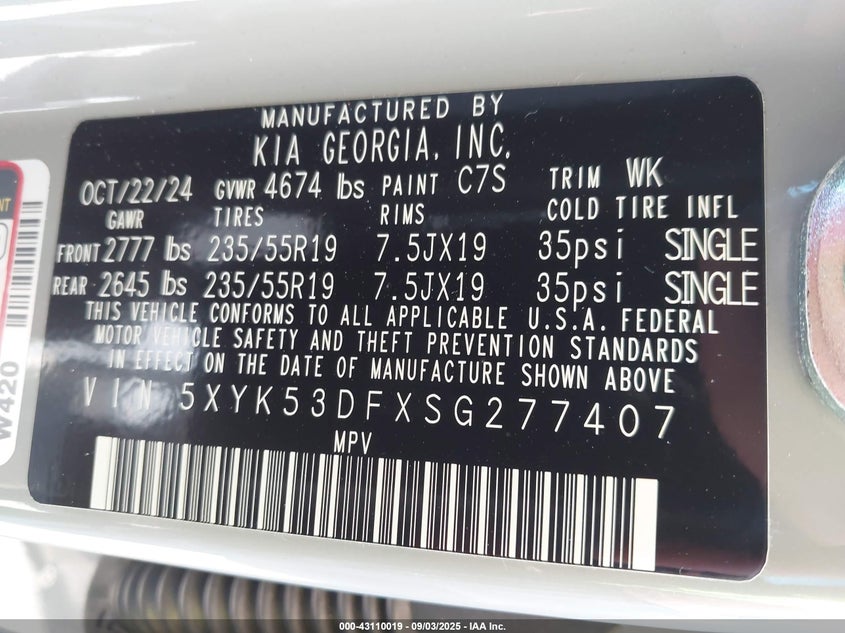 MANUFACTURED BY
KIA GEORGIA, INC.
OCT/22/24 GVWR 4674 lbs PAINT C7S TRIM WK
GAWR TIRES RIMS COLD TIRE INFL
FRONT 2777 lbs 235/55R19 7.5JX19 35psi SINGLE
REAR 2645 lbs 235/55R19 7.5JX19 35psi SINGLE
THIS VEHICLE CONFORMS TO ALL APPLICABLE U.S.A. FEDERAL
MOTOR VEHICLE SAFETY AND THEFT PREVENTION STANDARDS
IN EFFECT ON THE DATE OF MANUFACTURE SHOWN ABOVE
VIN 5XYK53DFXSG277407
MPV
W420
000-43110019 - 09/03/2025 - IAA Inc.